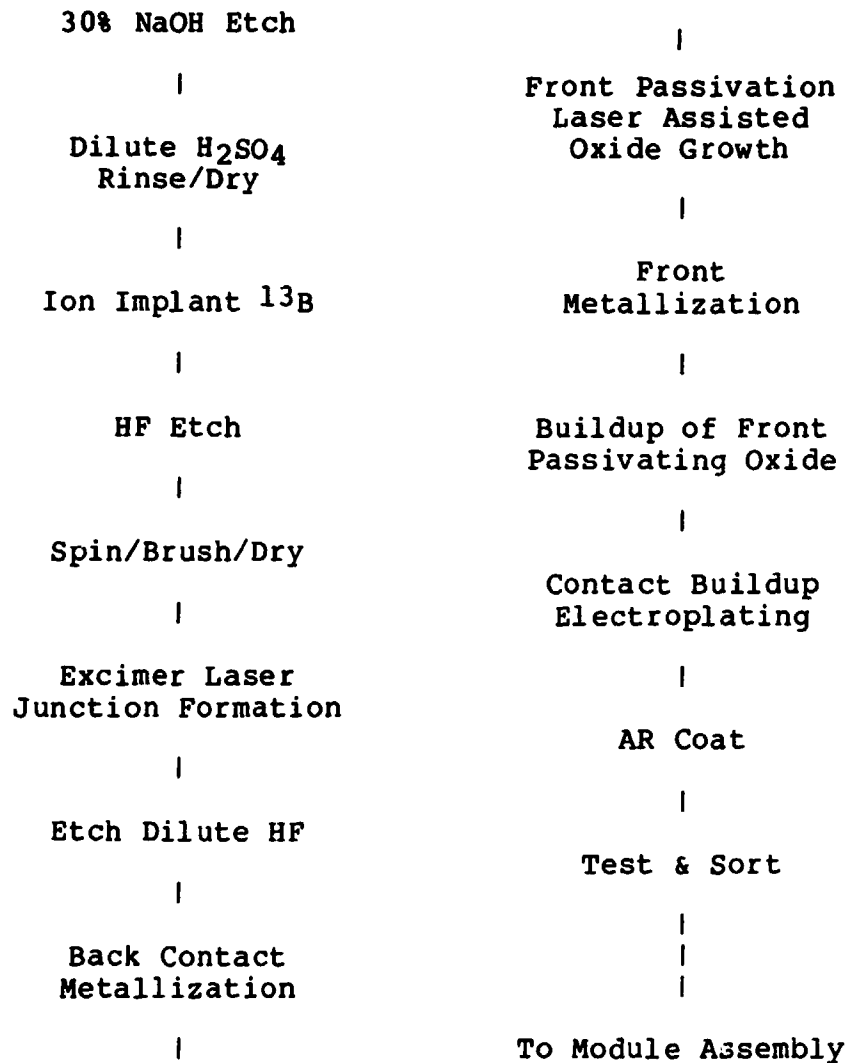 30% NaOH Etch
Dilute H2SO4
Rinse/Dry
Ion Implant 13B
HF Etch
Spin/Brush/Dry
Excimer Laser
Junction Formation
Etch Dilute HF
Back Contact
Metallization
Front Passivation
Laser Assisted
Oxide Growth
Front
Metallization
Buildup of Front
Passivating Oxide
Contact Buildup
Electroplating
AR Coat
Test & Sort
To Module Assembly